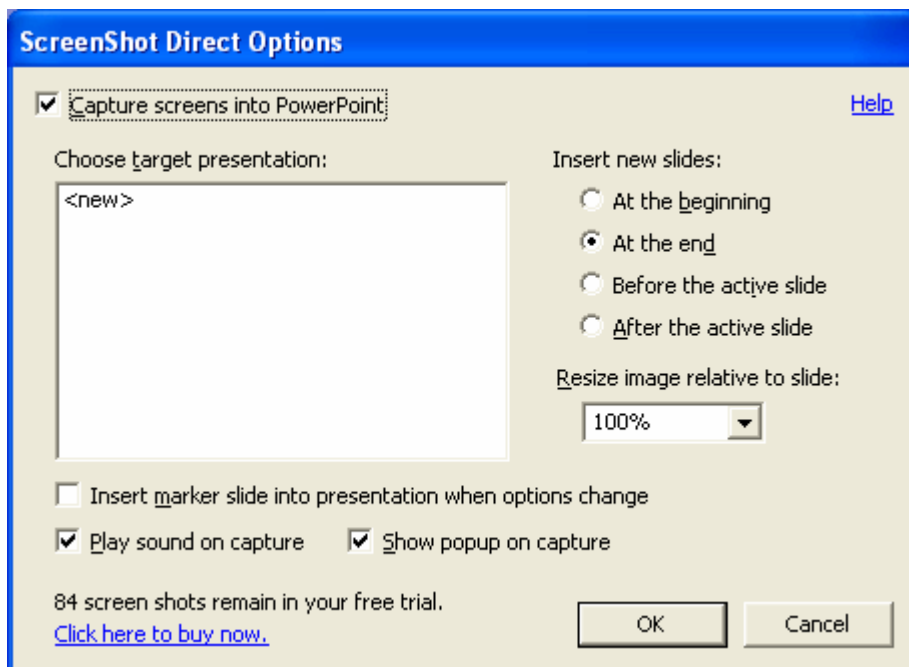 ScreenShot Direct Options
Capture screens into PowerPoint
Help
Choose target presentation:
<new>
Insert new slides:
At the beginning
At the end
Before the active slide
After the active slide
Resize image relative to slide:
100%
Insert marker slide into presentation when options change
Play sound on capture
Show popup on capture
84 screen shots remain in your free trial.
Click here to buy now.
OK
Cancel